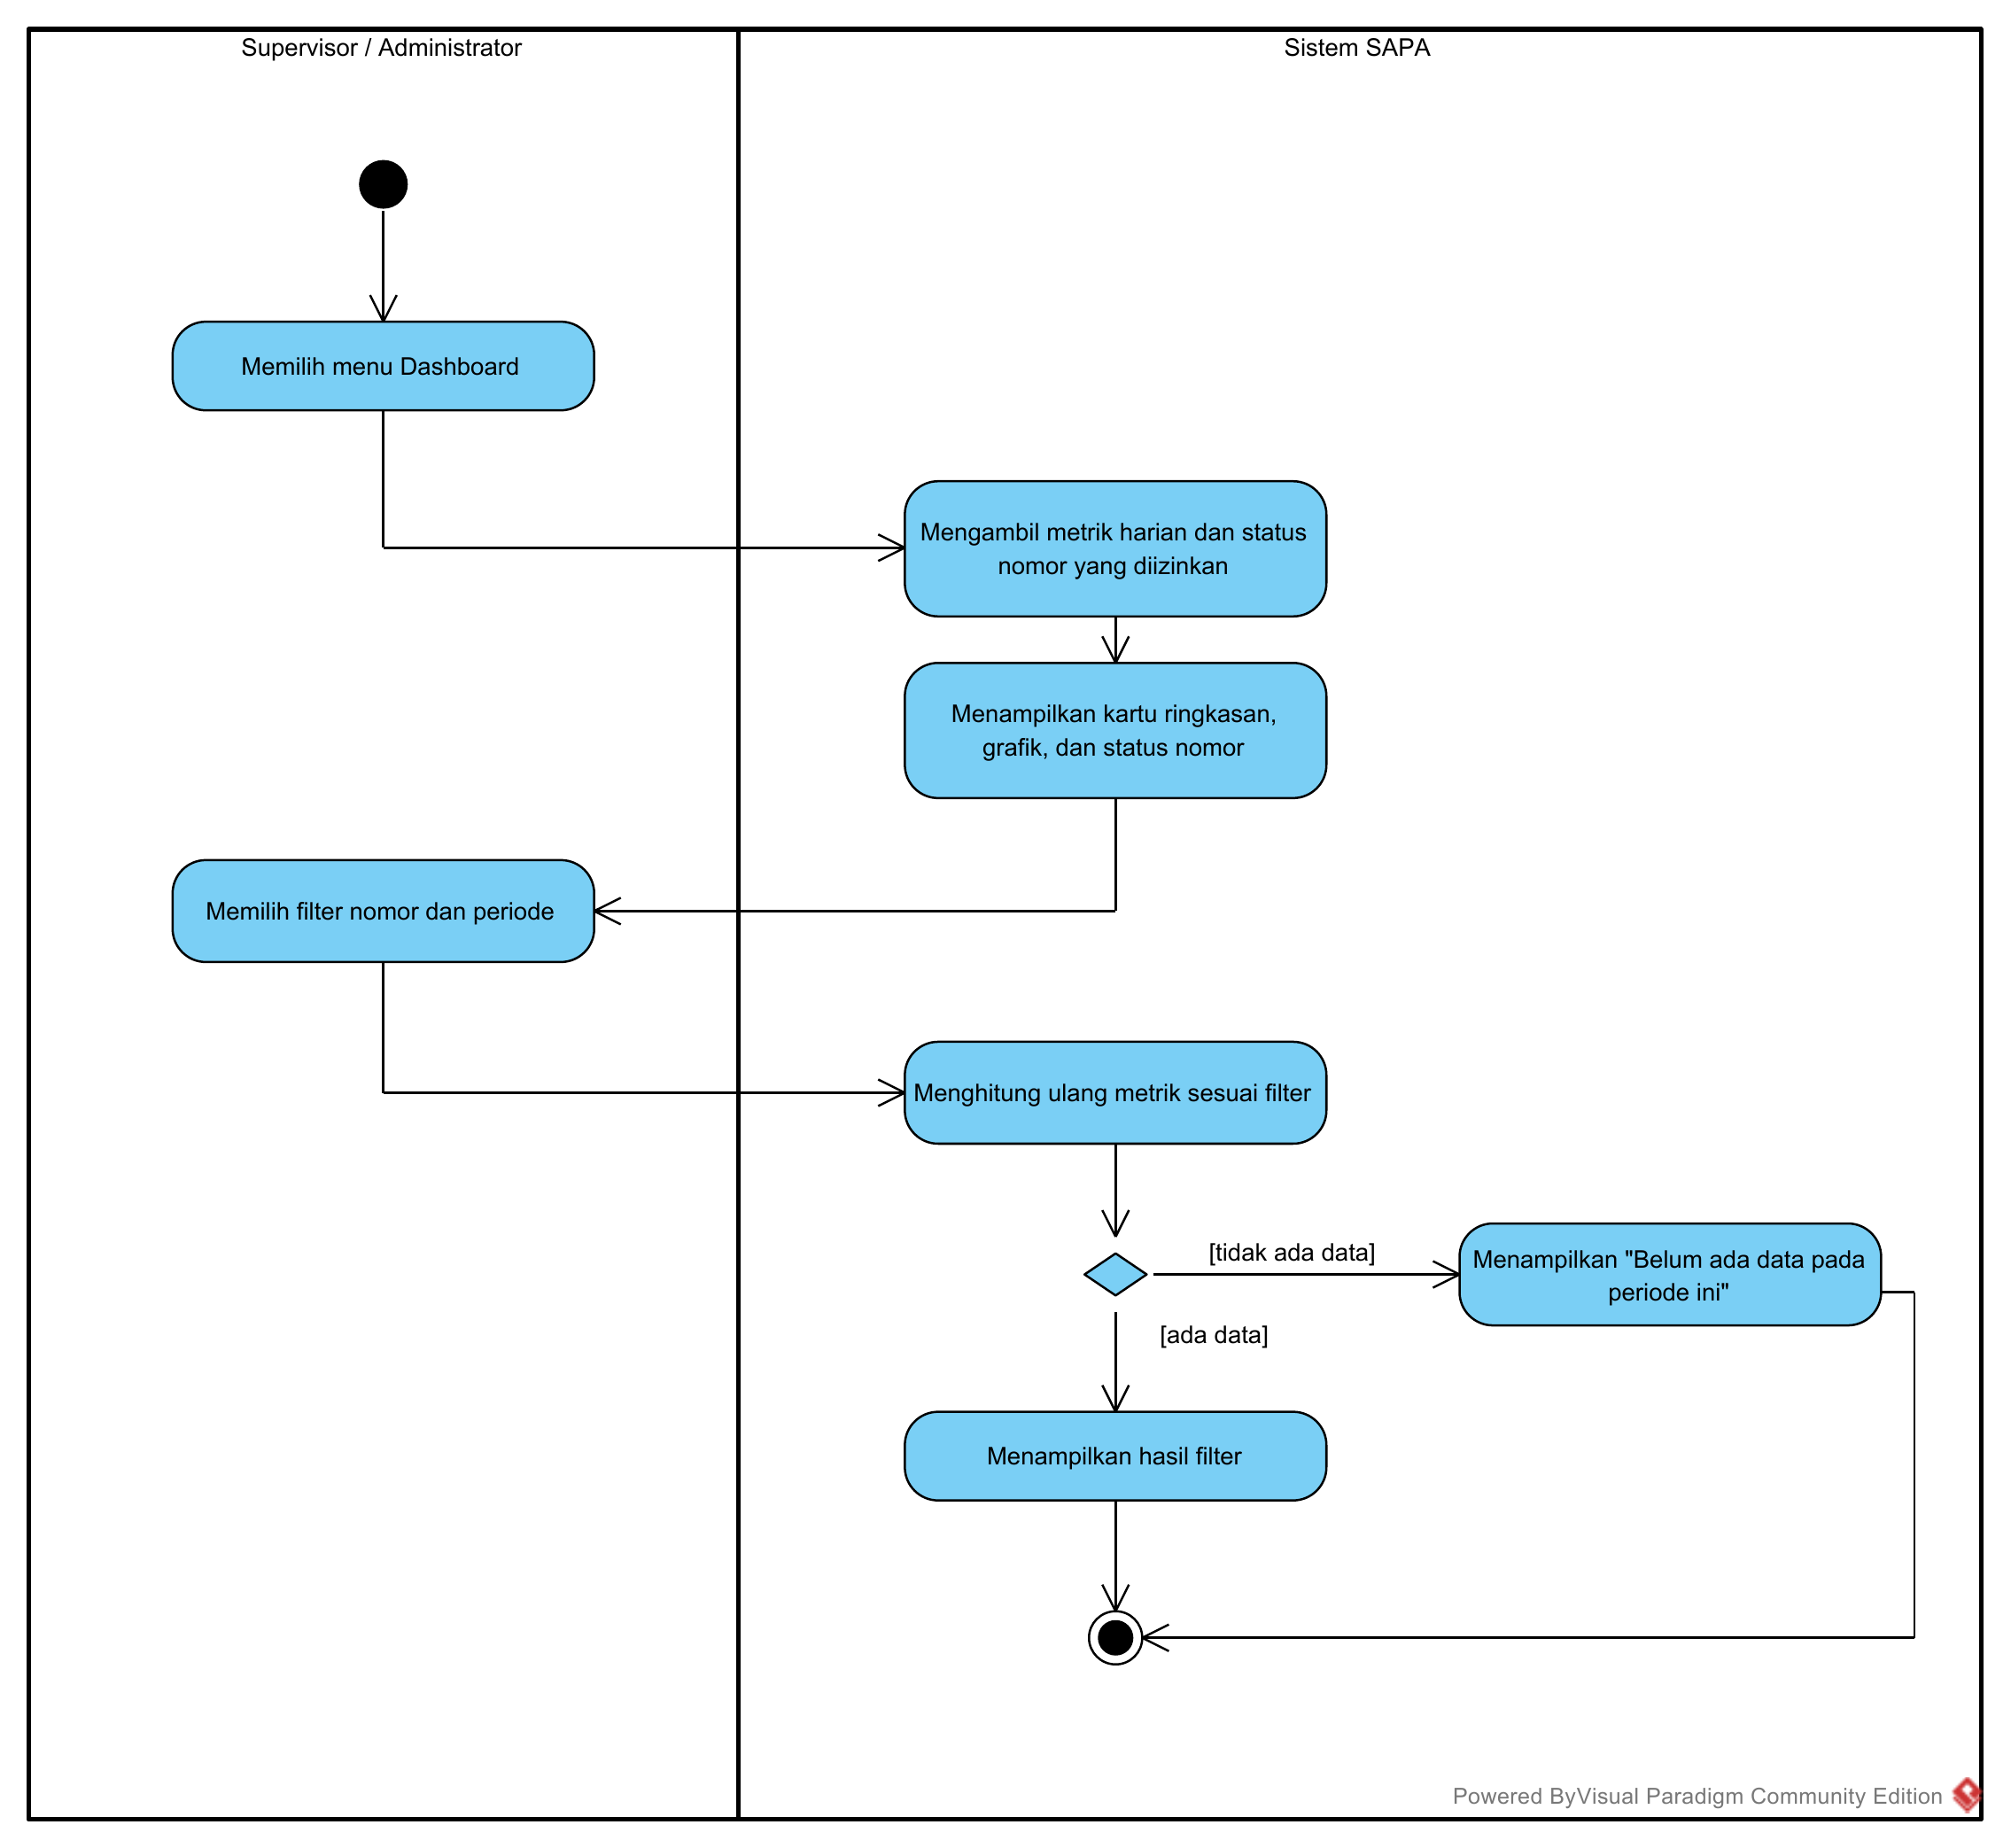 Supervisor / Administrator
Sistem SAPA
Memilih menu Dashboard
Mengambil metrik harian dan status
nomor yang diizinkan
Menampilkan kartu ringkasan,
grafik, dan status nomor
Memilih filter nomor dan periode
Menghitung ulang metrik sesuai filter
[tidak ada data]
Menampilkan "Belum ada data pada
periode ini"
[ada data]
Menampilkan hasil filter
Powered ByVisual Paradigm Community Edition